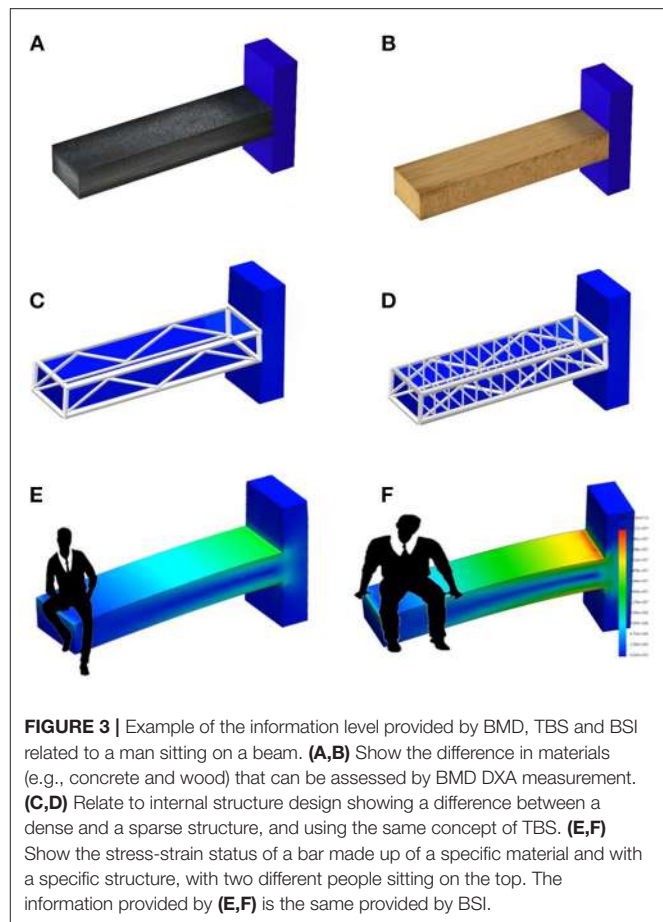 A
B
C
D
E
F
FIGURE 3 | Example of the information level provided by BMD, TBS and BSI
related to a man sitting on a beam. (A,B) Show the difference in materials
(e.g., concrete and wood) that can be assessed by BMD DXA measurement.
(C,D) Relate to internal structure design showing a difference between a
dense and a sparse structure, and using the same concept of TBS. (E,F)
Show the stress-strain status of a bar made up of a specific material and with
a specific structure, with two different people sitting on the top. The
information provided by (E,F) is the same provided by BSI.